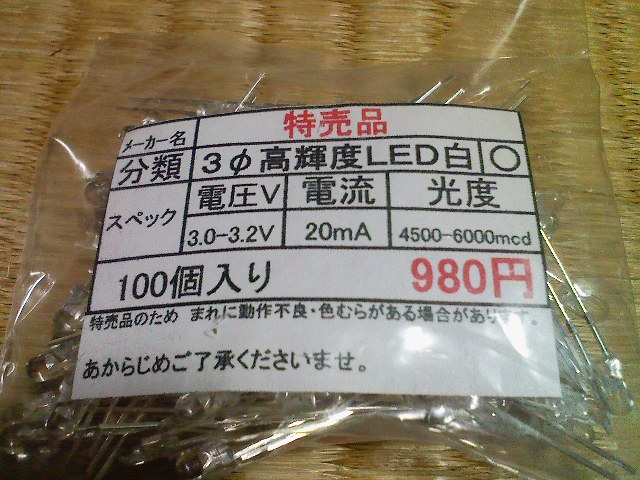 メーカー名 特売品
分類 3φ高輝度LED白 ○
スペック 電圧V 電流 光度
3.0-3.2V 20mA 4500-6000mcd
100個入り 980円
特売品のため まれに動作不良・色むらがある場合があります。
あからじめご了承くださいませ。